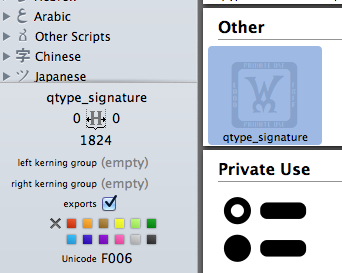 Arabic
Other Scripts
字 Chinese
Japanese
qtype_signature
0 H 0
1824
left kerning group (empty)
right kerning group (empty)
exports
Unicode F006
Other
qtype_signature
Private Use